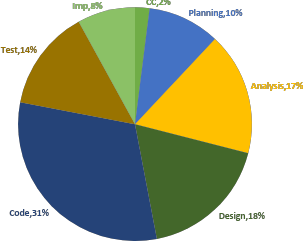 Imp,8%
CC,2%
Planning,10%
Test,14%
Analysis,17%
Code,31%
Design,18%